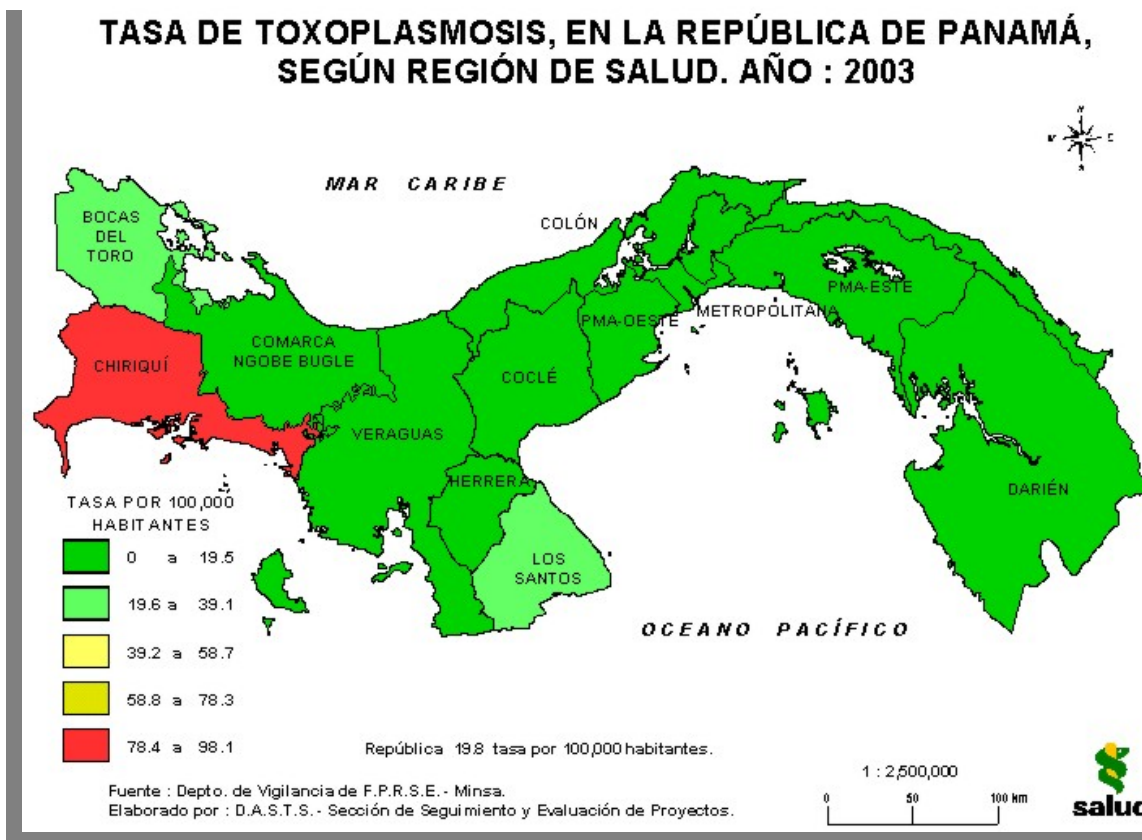 TASA DE TOXOPLASMOSIS, EN LA REPÚBLICA DE PANAMÁ,
SEGÚN REGIÓN DE SALUD. AÑO : 2003
N
W E
S
MAR CARIBE
BOCAS
DEL
TORO
COLÓN
PMA-ESTE
PMA-OESTE
METROPÓLITANA
COMARCA
NGOBE BUGLE
CHIRIQUÍ
COCLÉ
VERAGUAS
HERRERA
DARIÉN
LOS
SANTOS
TASA POR 100,000
HABITANTES
0 a 19.5
19.6 a 39.1
39.2 a 58.7
58.8 a 78.3
78.4 a 98.1
OCEANO PACÍFICO
República 19.8 tasa por 100,000 habitantes.
1 : 2,500,000
0 50 100 km
Fuente : Depto. de Vigilancia de F.P.R.S.E. - Minsa.
Elaborado por : D.A.S.T.S. - Sección de Seguimiento y Evaluación de Proyectos.
salud